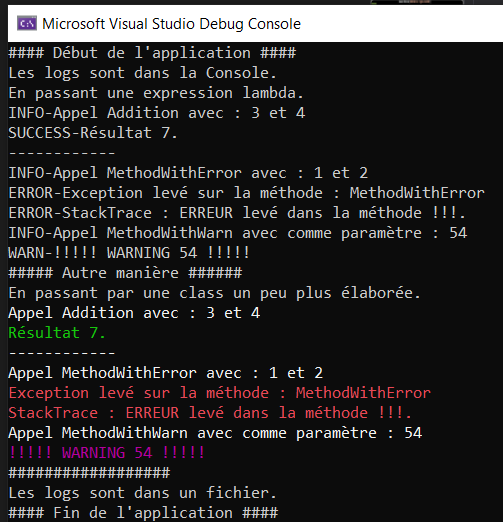 Microsoft Visual Studio Debug Console
#### Début de l'application ####
Les logs sont dans la Console.
En passant une expression lambda.
INFO-Appel Addition avec : 3 et 4
SUCCESS-Résultat 7.
------------
INFO-Appel MethodWithError avec : 1 et 2
ERROR-Exception levé sur la méthode : MethodWithError
ERROR-StackTrace : ERREUR levé dans la méthode !!!.
INFO-Appel MethodWithWarn avec comme paramètre : 54
WARN-!!!!! WARNING 54 !!!!!
##### Autre manière ######
En passant par une class un peu plus élaborée.
Appel Addition avec : 3 et 4
Résultat 7.
------------
Appel MethodWithError avec : 1 et 2
Exception levé sur la méthode : MethodWithError
StackTrace : ERREUR levé dans la méthode !!!.
Appel MethodWithWarn avec comme paramètre : 54
!!!!! WARNING 54 !!!!!
##################
Les logs sont dans un fichier.
#### Fin de l'application ####